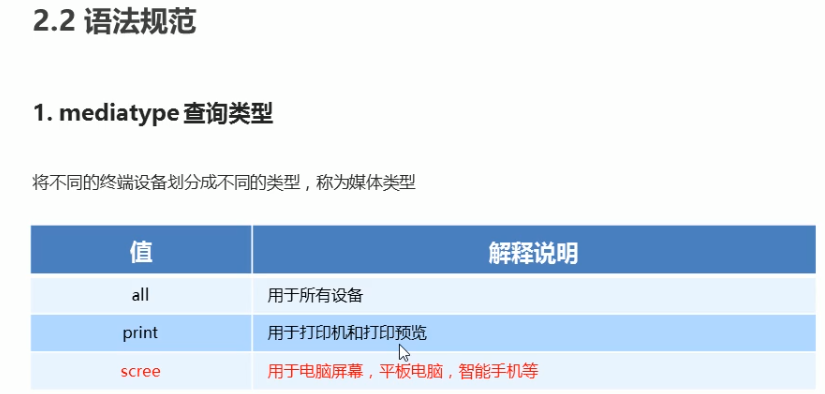 2.2 语法规范
1. mediatype 查询类型
将不同的终端设备划分成不同的类型，称为媒体类型
值 解释说明
all 用于所有设备
print 用于打印机和打印预览
scree 用于电脑屏幕，平板电脑，智能手机等